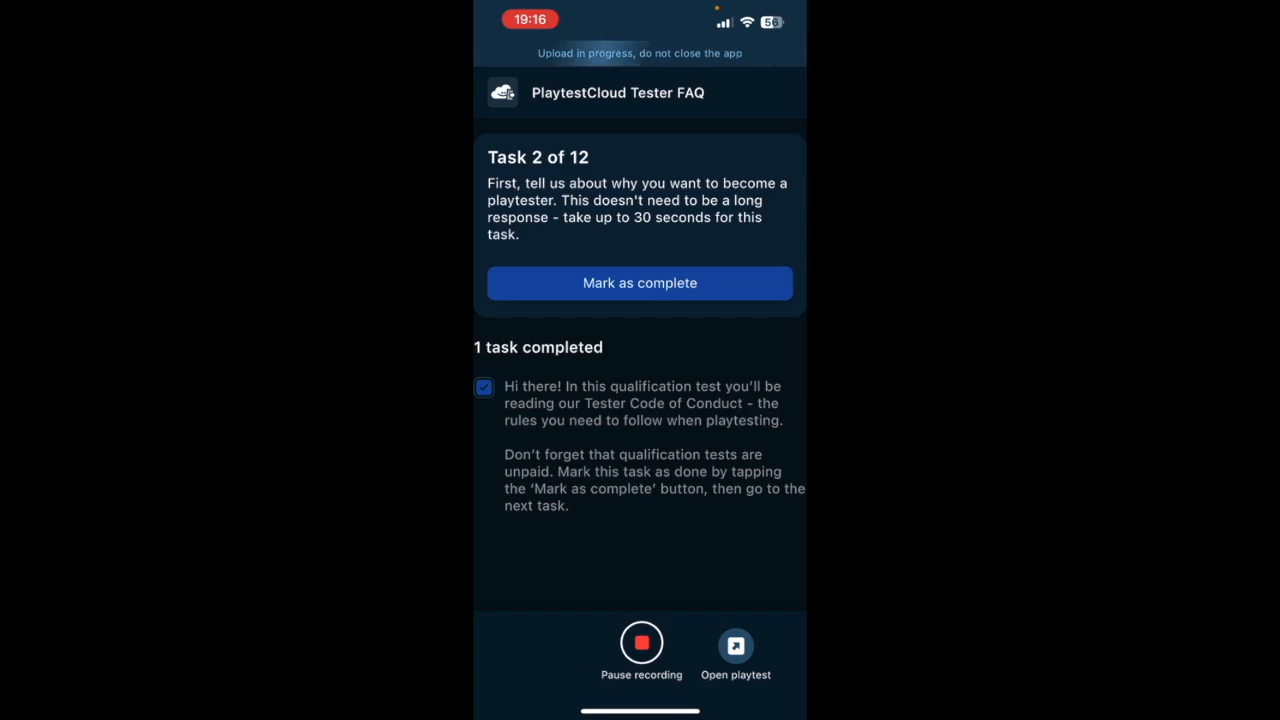 19:16
56
Upload in progress, do not close the app
PlaytestCloud Tester FAQ
Task 2 of 12
First, tell us about why you want to become a
playtester. This doesn't need to be a long
response - take up to 30 seconds for this
task.
Mark as complete
1 task completed
Hi there! In this qualification test you'll be
reading our Tester Code of Conduct - the
rules you need to follow when playtesting.
Don't forget that qualification tests are
unpaid. Mark this task as done by tapping
the ‘Mark as complete’ button, then go to the
next task.
Pause recording
Open playtest